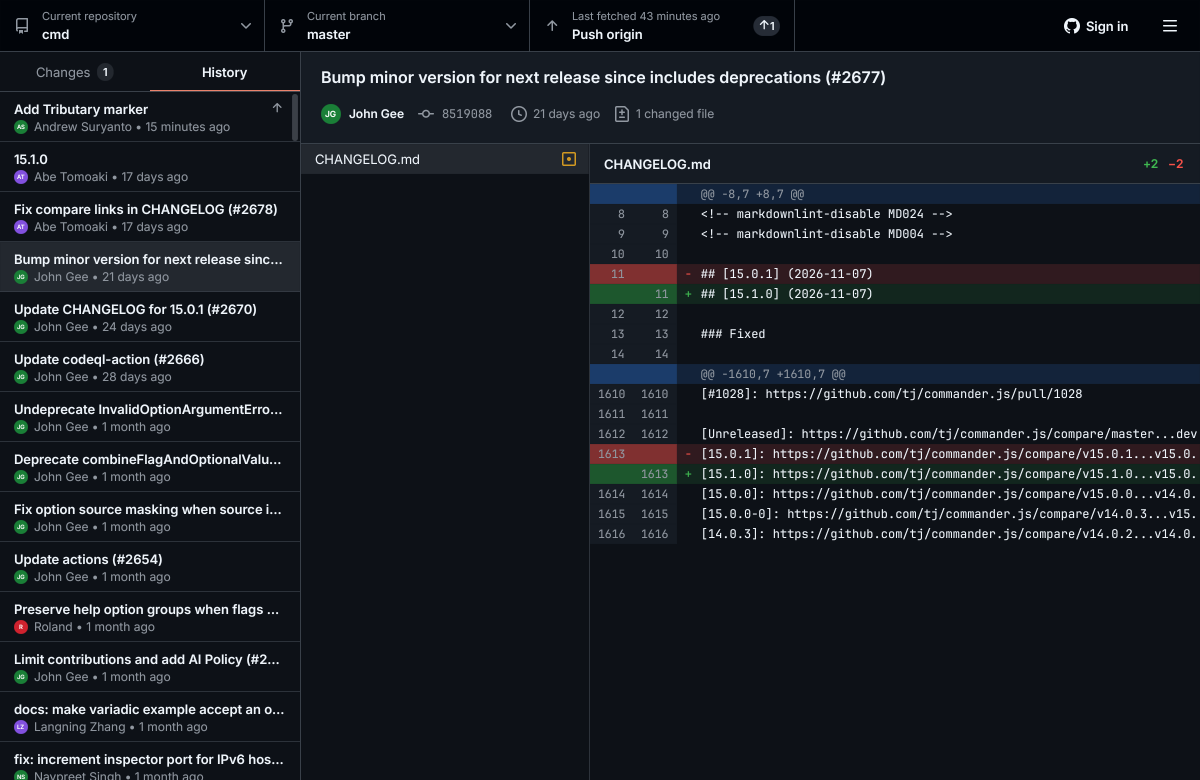 Current repository
cmd
Current branch
master
Last fetched 43 minutes ago
Push origin
1
Sign in
Changes 1
History
Add Tributary marker
AS Andrew Suryanto • 15 minutes ago
15.1.0
AT Abe Tomoaki • 17 days ago
Fix compare links in CHANGELOG (#2678)
AT Abe Tomoaki • 17 days ago
Bump minor version for next release sinc...
JG John Gee • 21 days ago
Update CHANGELOG for 15.0.1 (#2670)
JG John Gee • 24 days ago
Update codeql-action (#2666)
JG John Gee • 28 days ago
Undeprecate InvalidOptionArgumentErro...
JG John Gee • 1 month ago
Deprecate combineFlagAndOptionalValu...
JG John Gee • 1 month ago
Fix option source masking when source i...
JG John Gee • 1 month ago
Update actions (#2654)
JG John Gee • 1 month ago
Preserve help option groups when flags ...
R Roland • 1 month ago
Limit contributions and add AI Policy (#2...
JG John Gee • 1 month ago
docs: make variadic example accept an o...
LZ Langning Zhang • 1 month ago
fix: increment inspector port for IPv6 hos...
NS Navpreet Singh • 1 month ago
Bump minor version for next release since includes deprecations (#2677)
JG John Gee 8519088 21 days ago 1 changed file
CHANGELOG.md
CHANGELOG.md +2 -2
@@ -8,7 +8,7 @@
8 8 <!-- markdownlint-disable MD024 -->
9 9 <!-- markdownlint-disable MD004 -->
10 10
11 - ## [15.0.1] (2026-11-07)
11 + ## [15.1.0] (2026-11-07)
12 12
13 13 ### Fixed
14 14
@@ -1610,7 +1610,7 @@
1610 1610 [#1028]: https://github.com/tj/commander.js/pull/1028
1611 1611
1612 1612 [Unreleased]: https://github.com/tj/commander.js/compare/master...dev
1613 - [15.0.1]: https://github.com/tj/commander.js/compare/v15.0.1...v15.0.
1613 + [15.1.0]: https://github.com/tj/commander.js/compare/v15.1.0...v15.0.
1614 1614 [15.0.0]: https://github.com/tj/commander.js/compare/v15.0.0...v14.0.
1615 1615 [15.0.0-0]: https://github.com/tj/commander.js/compare/v14.0.3...v15.
1616 1616 [14.0.3]: https://github.com/tj/commander.js/compare/v14.0.2...v14.0.